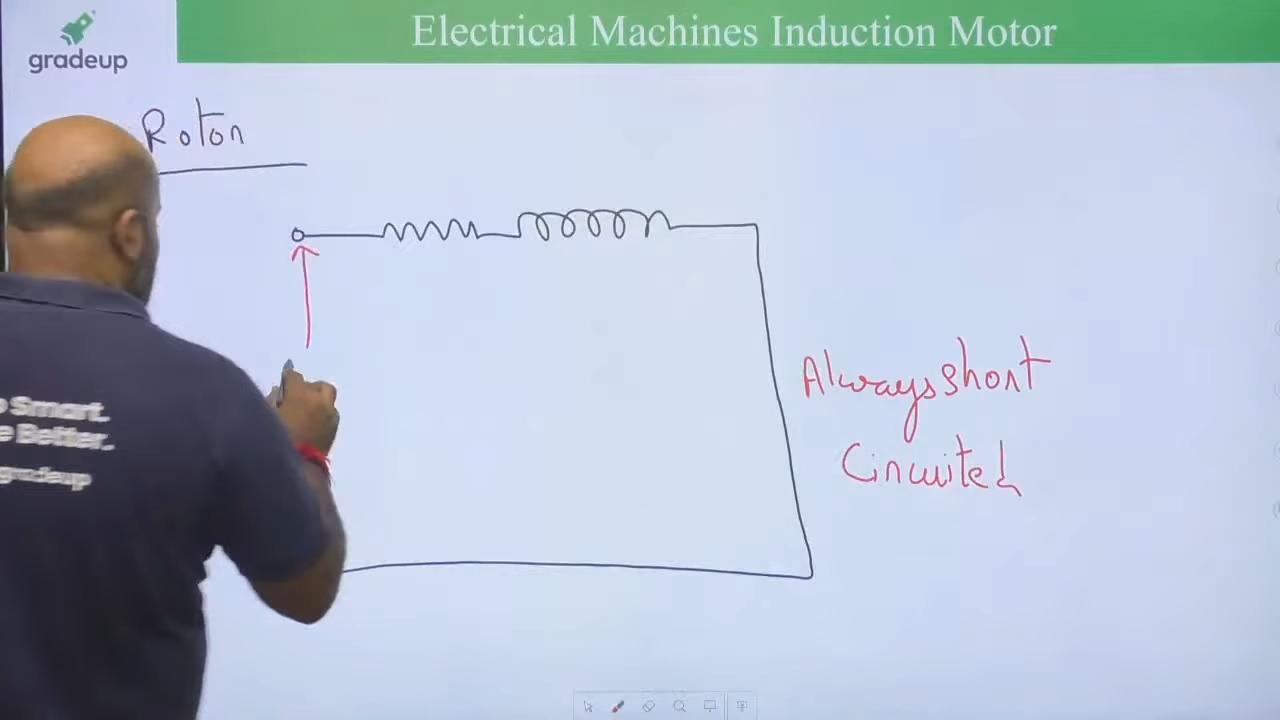 Electrical Machines Induction Motor
gradeup
Rotor
Always short
Circuited
Smart.
Better.
gradeup